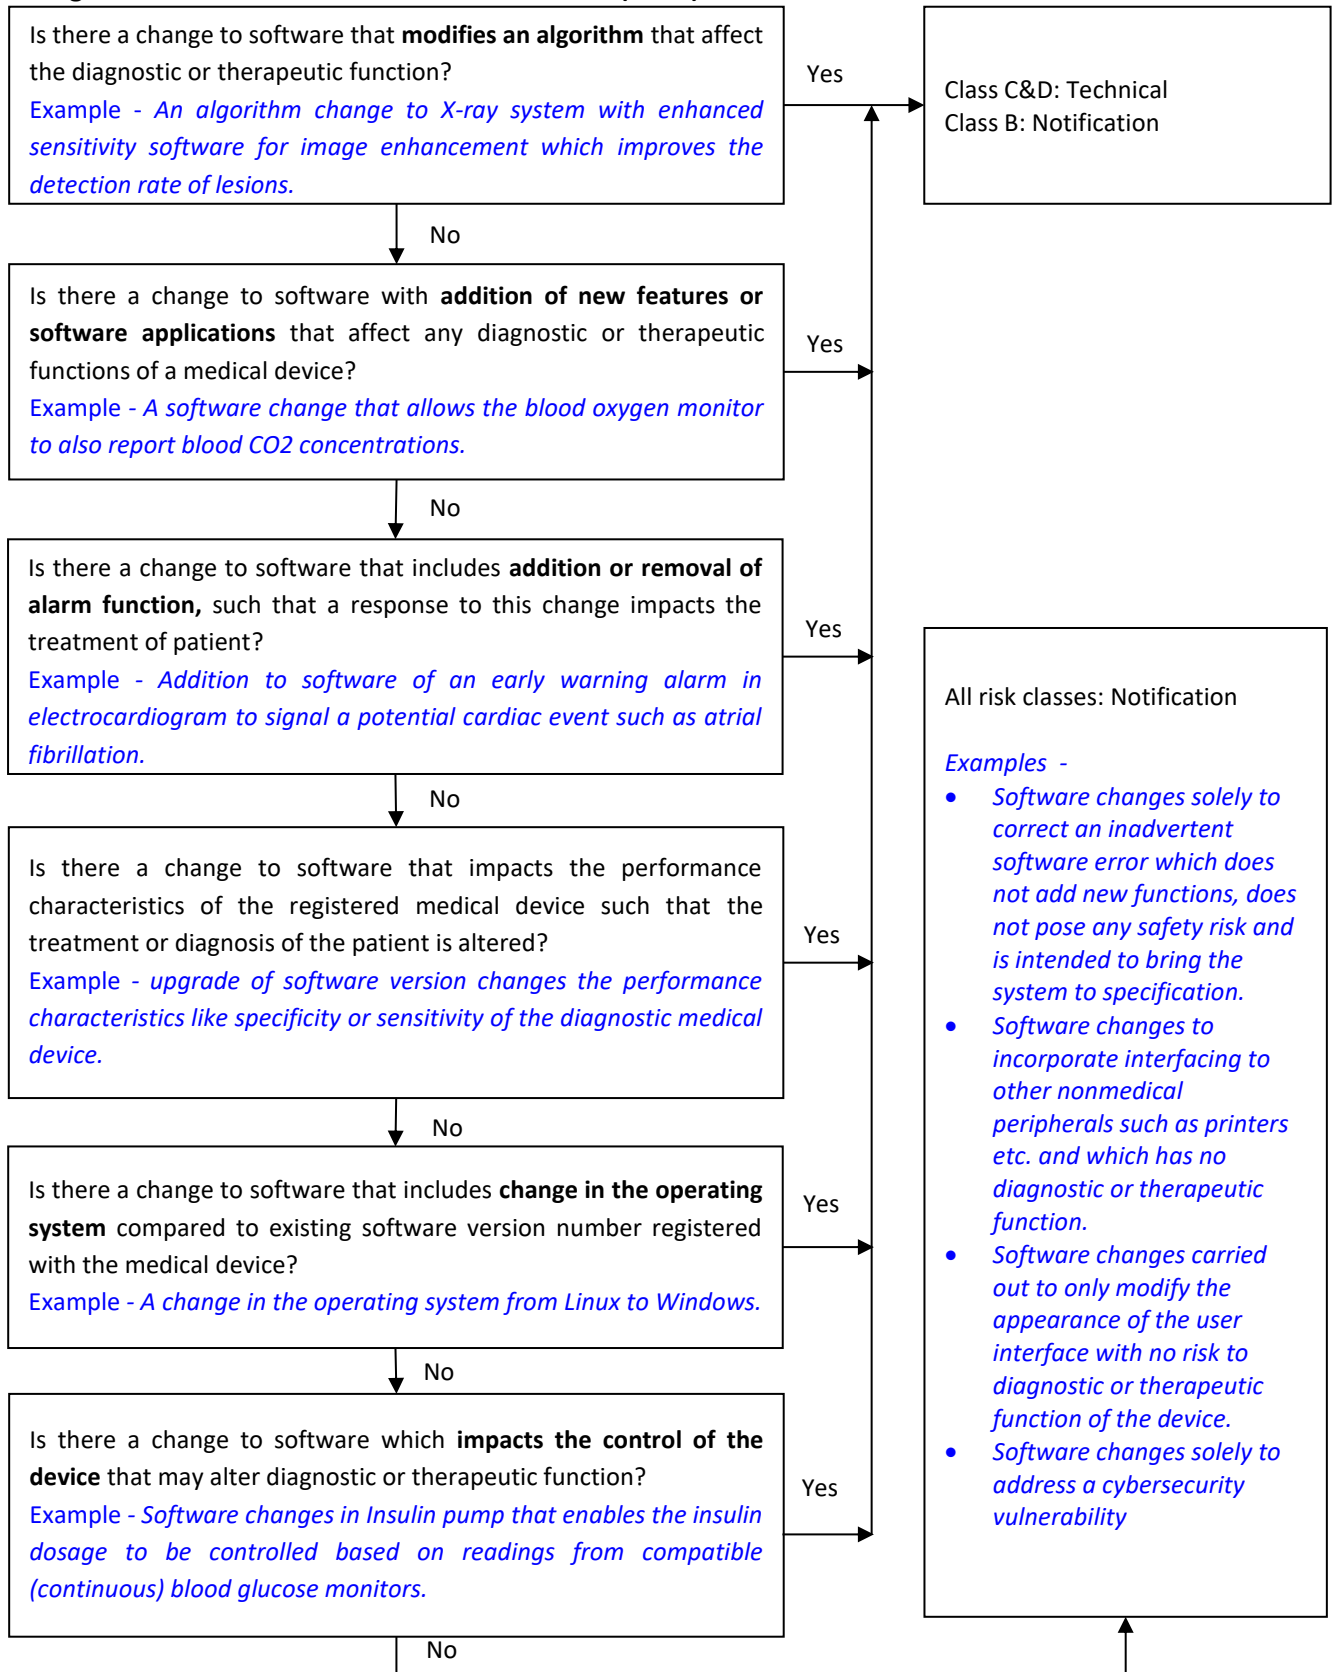 Is there a change to software that modifies an algorithm that affect
the diagnostic or therapeutic function?
Example - An algorithm change to X-ray system with enhanced
sensitivity software for image enhancement which improves the
detection rate of lesions.
Yes
Class C&D: Technical
Class B: Notification
No
Is there a change to software with addition of new features or
software applications that affect any diagnostic or therapeutic
functions of a medical device?
Example - A software change that allows the blood oxygen monitor
to also report blood CO2 concentrations.
Yes
No
Is there a change to software that includes addition or removal of
alarm function, such that a response to this change impacts the
treatment of patient?
Example - Addition to software of an early warning alarm in
electrocardiogram to signal a potential cardiac event such as atrial
fibrillation.
Yes
No
Is there a change to software that impacts the performance
characteristics of the registered medical device such that the
treatment or diagnosis of the patient is altered?
Example - upgrade of software version changes the performance
characteristics like specificity or sensitivity of the diagnostic medical
device.
Yes
No
Is there a change to software that includes change in the operating
system compared to existing software version number registered
with the medical device?
Example - A change in the operating system from Linux to Windows.
Yes
No
Is there a change to software which impacts the control of the
device that may alter diagnostic or therapeutic function?
Example - Software changes in Insulin pump that enables the insulin
dosage to be controlled based on readings from compatible
(continuous) blood glucose monitors.
Yes
No
All risk classes: Notification
Examples -
• Software changes solely to
correct an inadvertent
software error which does
not add new functions, does
not pose any safety risk and
is intended to bring the
system to specification.
• Software changes to
incorporate interfacing to
other nonmedical
peripherals such as printers
etc. and which has no
diagnostic or therapeutic
function.
• Software changes carried
out to only modify the
appearance of the user
interface with no risk to
diagnostic or therapeutic
function of the device.
• Software changes solely to
address a cybersecurity
vulnerability